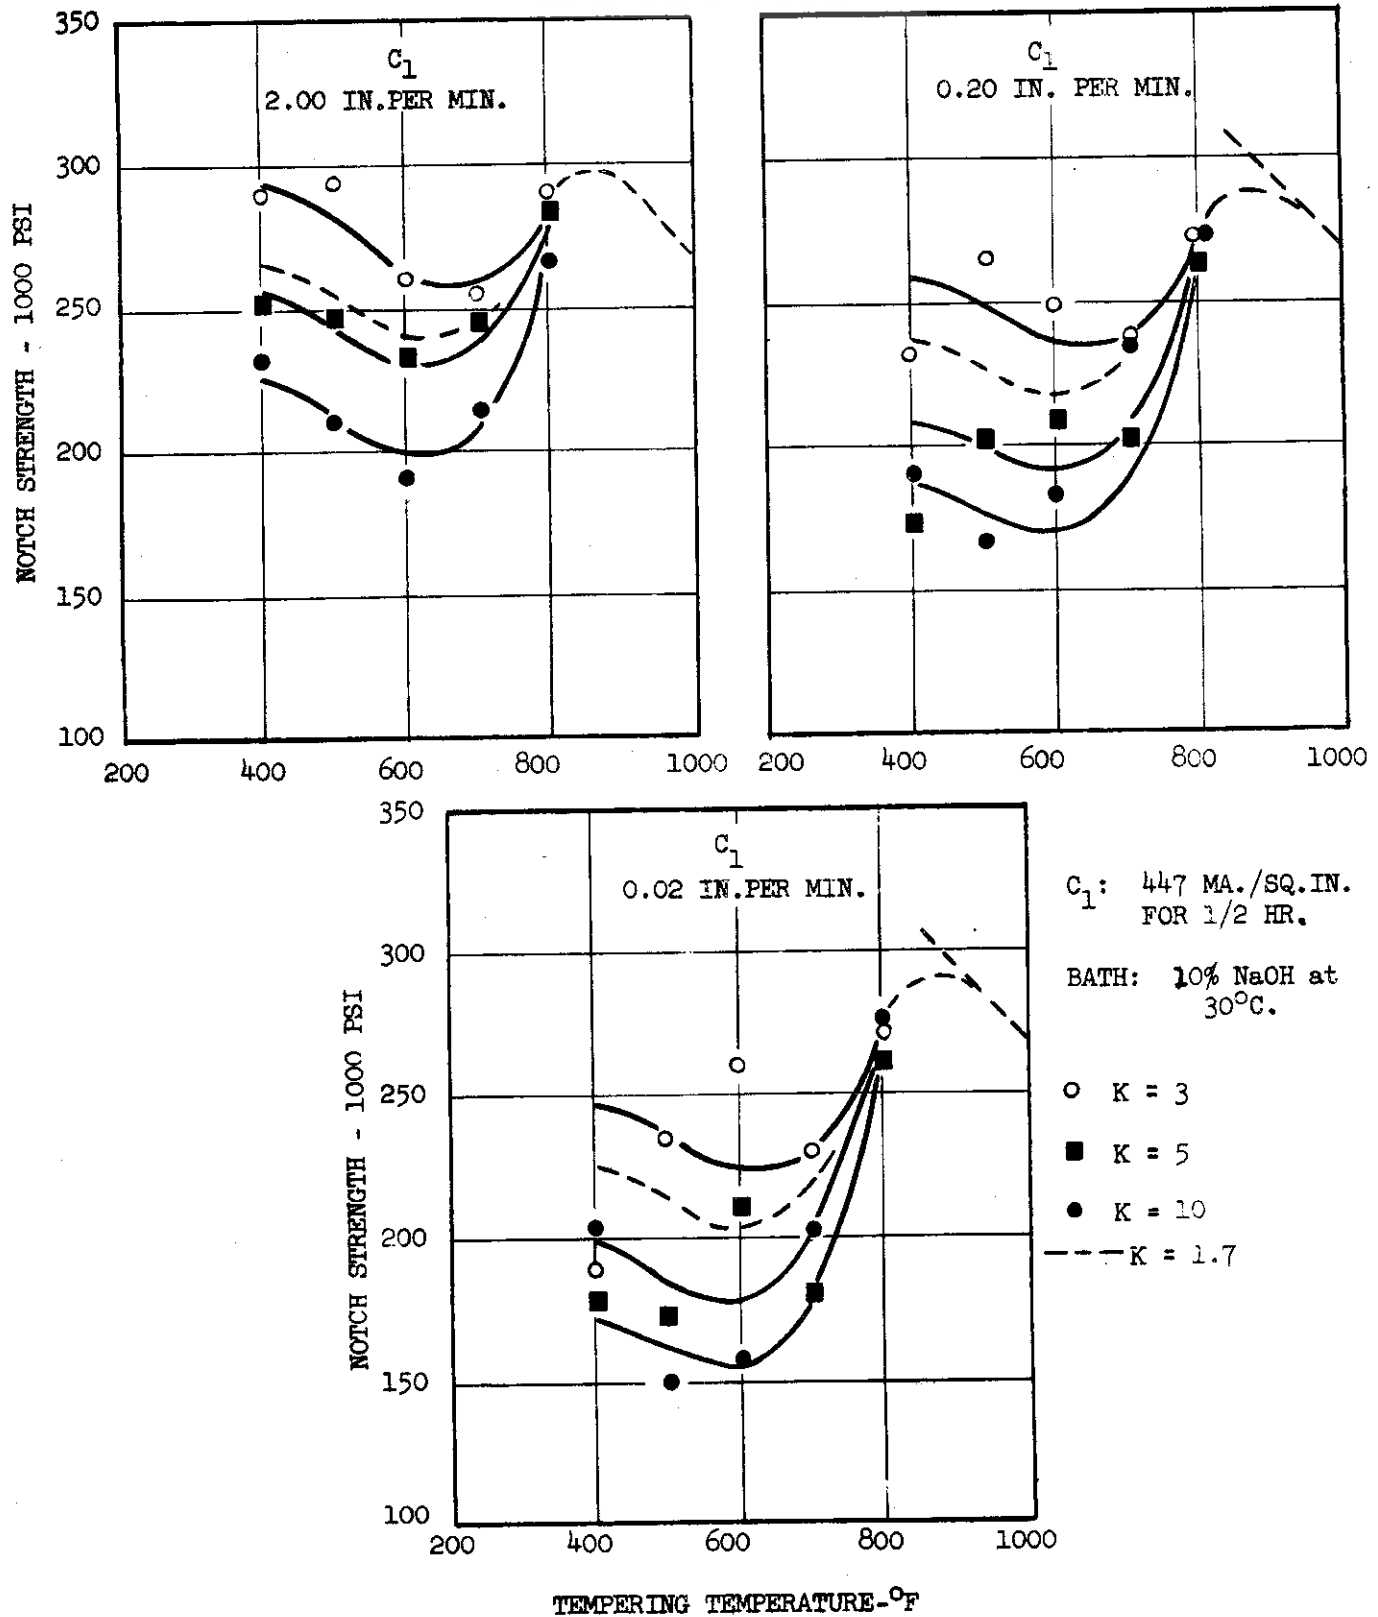 350
300
250
200
150
100
NOTCH STRENGTH - 1000 PSI
C1
2.00 IN.PER MIN.
200 400 600 800 1000
C1
0.20 IN. PER MIN.
200 400 600 800 1000
350
300
250
200
150
100
NOTCH STRENGTH - 1000 PSI
C1
0.02 IN.PER MIN.
200 400 600 800 1000
TEMPERING TEMPERATURE-°F
C1: 447 MA./SQ.IN.
FOR 1/2 HR.
BATH: 10% NaOH at
30°C.
K = 3
K = 5
K = 10
K = 1.7